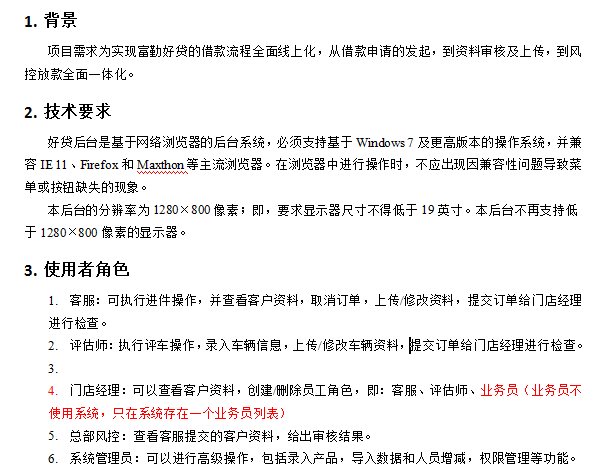 1. 背景
项目需求为实现富勤好贷的借款流程全面线上化，从借款申请的发起，到资料审核及上传，到风
控放款全面一体化。
2. 技术要求
好贷后台是基于网络浏览器的后台系统，必须支持基于 Windows 7 及更高版本的操作系统，并兼
容 IE 11、Firefox 和 Maxthon 等主流浏览器。在浏览器中进行操作时，不应出现因兼容性问题导致菜
单或按钮缺失的现象。
本后台的分辨率为 1280×800 像素；即，要求显示器尺寸不得低于 19 英寸。本后台不再支持低
于 1280×800 像素的显示器。
3. 使用者角色
1. 客服：可执行进件操作，并查看客户资料，取消订单，上传/修改资料，提交订单给门店经理
进行检查。
2. 评估师：执行评车操作，录入车辆信息，上传/修改车辆资料，提交订单给门店经理进行检查。
3.
4. 门店经理：可以查看客户资料，创建/删除员工角色，即：客服、评估师、业务员（业务员不
使用系统，只在系统存在一个业务员列表）
5. 总部风控：查看客服提交的客户资料，给出审核结果。
6. 系统管理员：可以进行高级操作，包括录入产品，导入数据和人员增减，权限管理等功能。